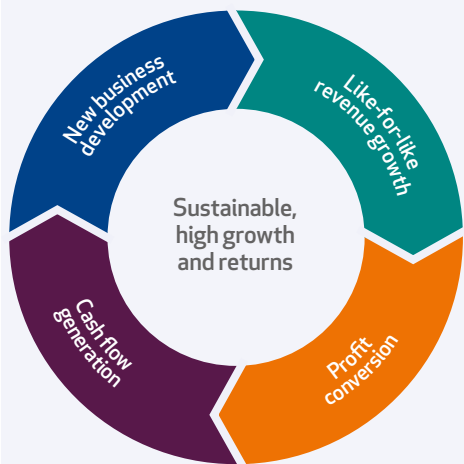 New business
development
Like-for-like
revenue growth
Sustainable,
high growth
and returns
Cash flow
generation
Profit
conversion